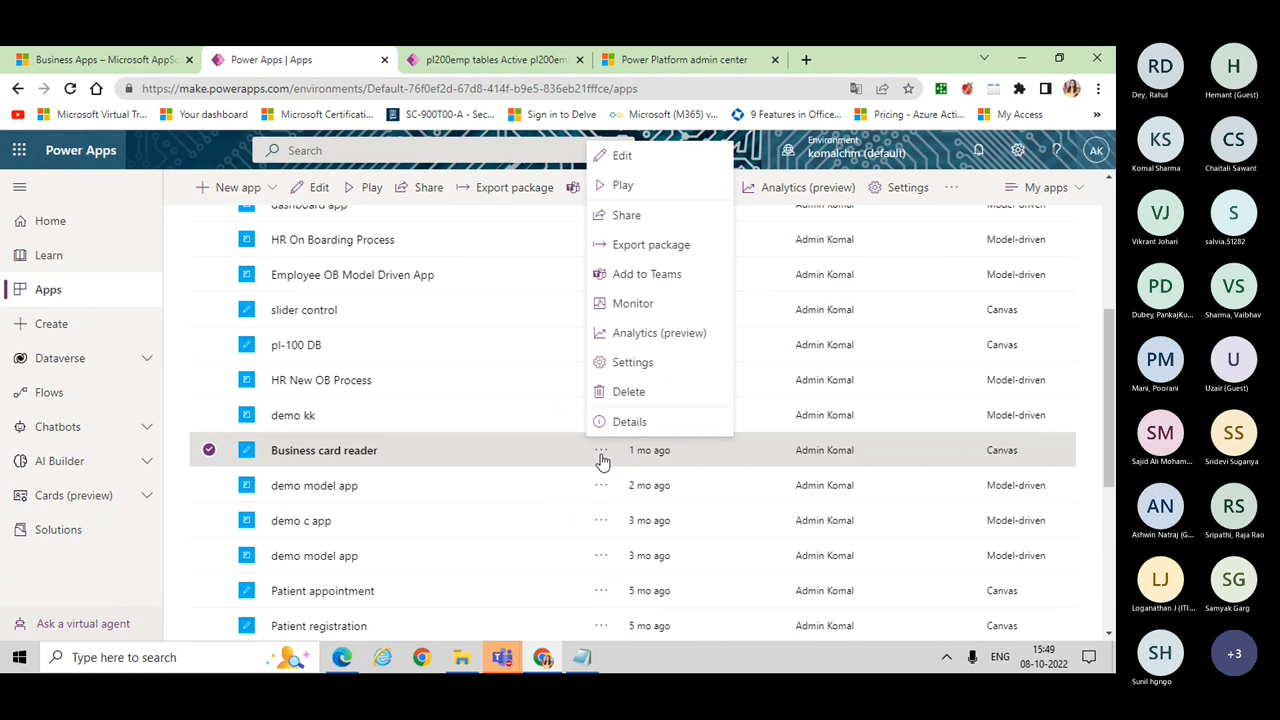 Business Apps – Microsoft AppSo
Power Apps | Apps
pl200emp tables Active pl200em
Power Platform admin center
https://make.powerapps.com/environments/default-76f0ef2d-67d8-414f-b9e5-836eb21fffce/apps
Microsoft Virtual Tr...
Your dashboard
Microsoft Certificati...
SC-900T00-A - Sec...
Sign in to Delve
Microsoft (M365) v...
9 Features in Office...
Pricing - Azure Acti...
My Access
Power Apps
Search
Environment
komalchm (default)
AK
New app
Edit
Play
Share
Export package
Analytics (preview)
Settings
My apps
Home
Learn
Apps
Create
Dataverse
Flows
Chatbots
AI Builder
Cards (preview)
Solutions
Ask a virtual agent
dashboard app Admin Komal Model-driven
HR On Boarding Process Admin Komal Model-driven
Employee OB Model Driven App Admin Komal Model-driven
slider control Admin Komal Canvas
pl-100 DB Admin Komal Canvas
HR New OB Process Admin Komal Model-driven
demo kk Admin Komal Model-driven
Business card reader 1 mo ago Admin Komal Canvas
demo model app 2 mo ago Admin Komal Model-driven
demo c app 3 mo ago Admin Komal Model-driven
demo model app 3 mo ago Admin Komal Model-driven
Patient appointment 5 mo ago Admin Komal Canvas
Patient registration 5 mo ago Admin Komal Canvas
Edit
Play
Share
Export package
Add to Teams
Monitor
Analytics (preview)
Settings
Delete
Details
Type here to search
ENG
15:49
08-10-2022
RD
Dey, Rahul
H
Hemant (Guest)
KS
Komal Sharma
CS
Chaitali Sawant
VJ
Vikrant Johari
S
salvia.51282
PD
Dubey, PankajKu...
VS
Sharma, Vaibhav
PM
Mani, Poorani
U
Uzair (Guest)
SM
Sajid Ali Moham...
SS
Sridevi Suganya
AN
Ashwin Natraj (G...
RS
Sripathi, Raja Rao
LJ
Loganathan J (ITI...
SG
Samyak Garg
SH
Sunil hgngo
+3